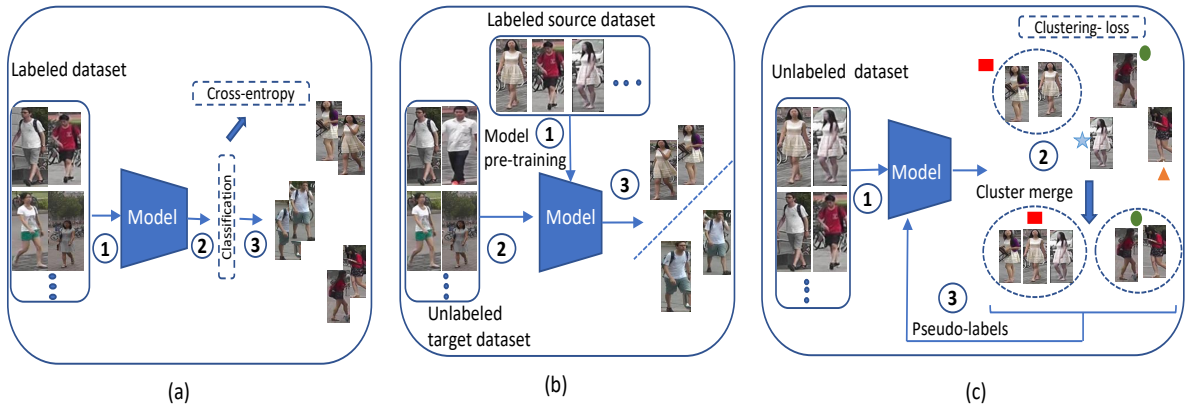 Labeled dataset
Cross-entropy
Model
Classification
1
2
3
(a)
Labeled source dataset
Model
pre-training
1
3
Model
2
Unlabeled
target dataset
(b)
Clustering- loss
Unlabeled dataset
Model
1
2
Cluster merge
3
Pseudo-labels
(c)